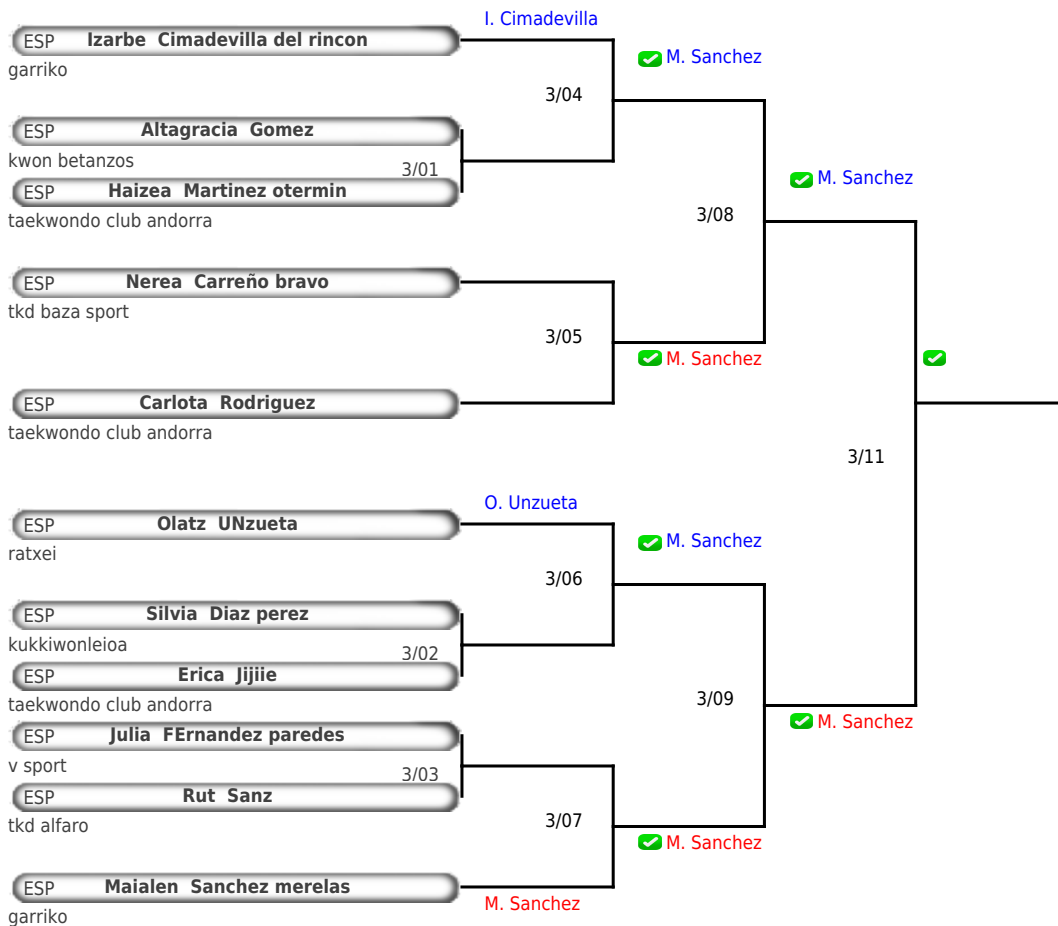 I. Cimadevilla
ESP Izarbe Cimadevilla del rincon
garriko
M. Sanchez
3/04
ESP Altagracia Gomez
kwon betanzos
3/01
ESP Haizea Martinez otermin
taekwondo club andorra
M. Sanchez
3/08
ESP Nerea Carreño bravo
tkd baza sport
3/05
M. Sanchez
ESP Carlota Rodriguez
taekwondo club andorra
3/11
O. Unzueta
ESP Olatz UNzueta
ratxei
M. Sanchez
3/06
ESP Silvia Diaz perez
kukkiwonleioa
3/02
ESP Erica Jijiie
taekwondo club andorra
3/09
M. Sanchez
ESP Julia FErnandez paredes
v sport
3/03
ESP Rut Sanz
tkd alfaro
3/07
M. Sanchez
ESP Maialen Sanchez merelas
M. Sanchez
garriko